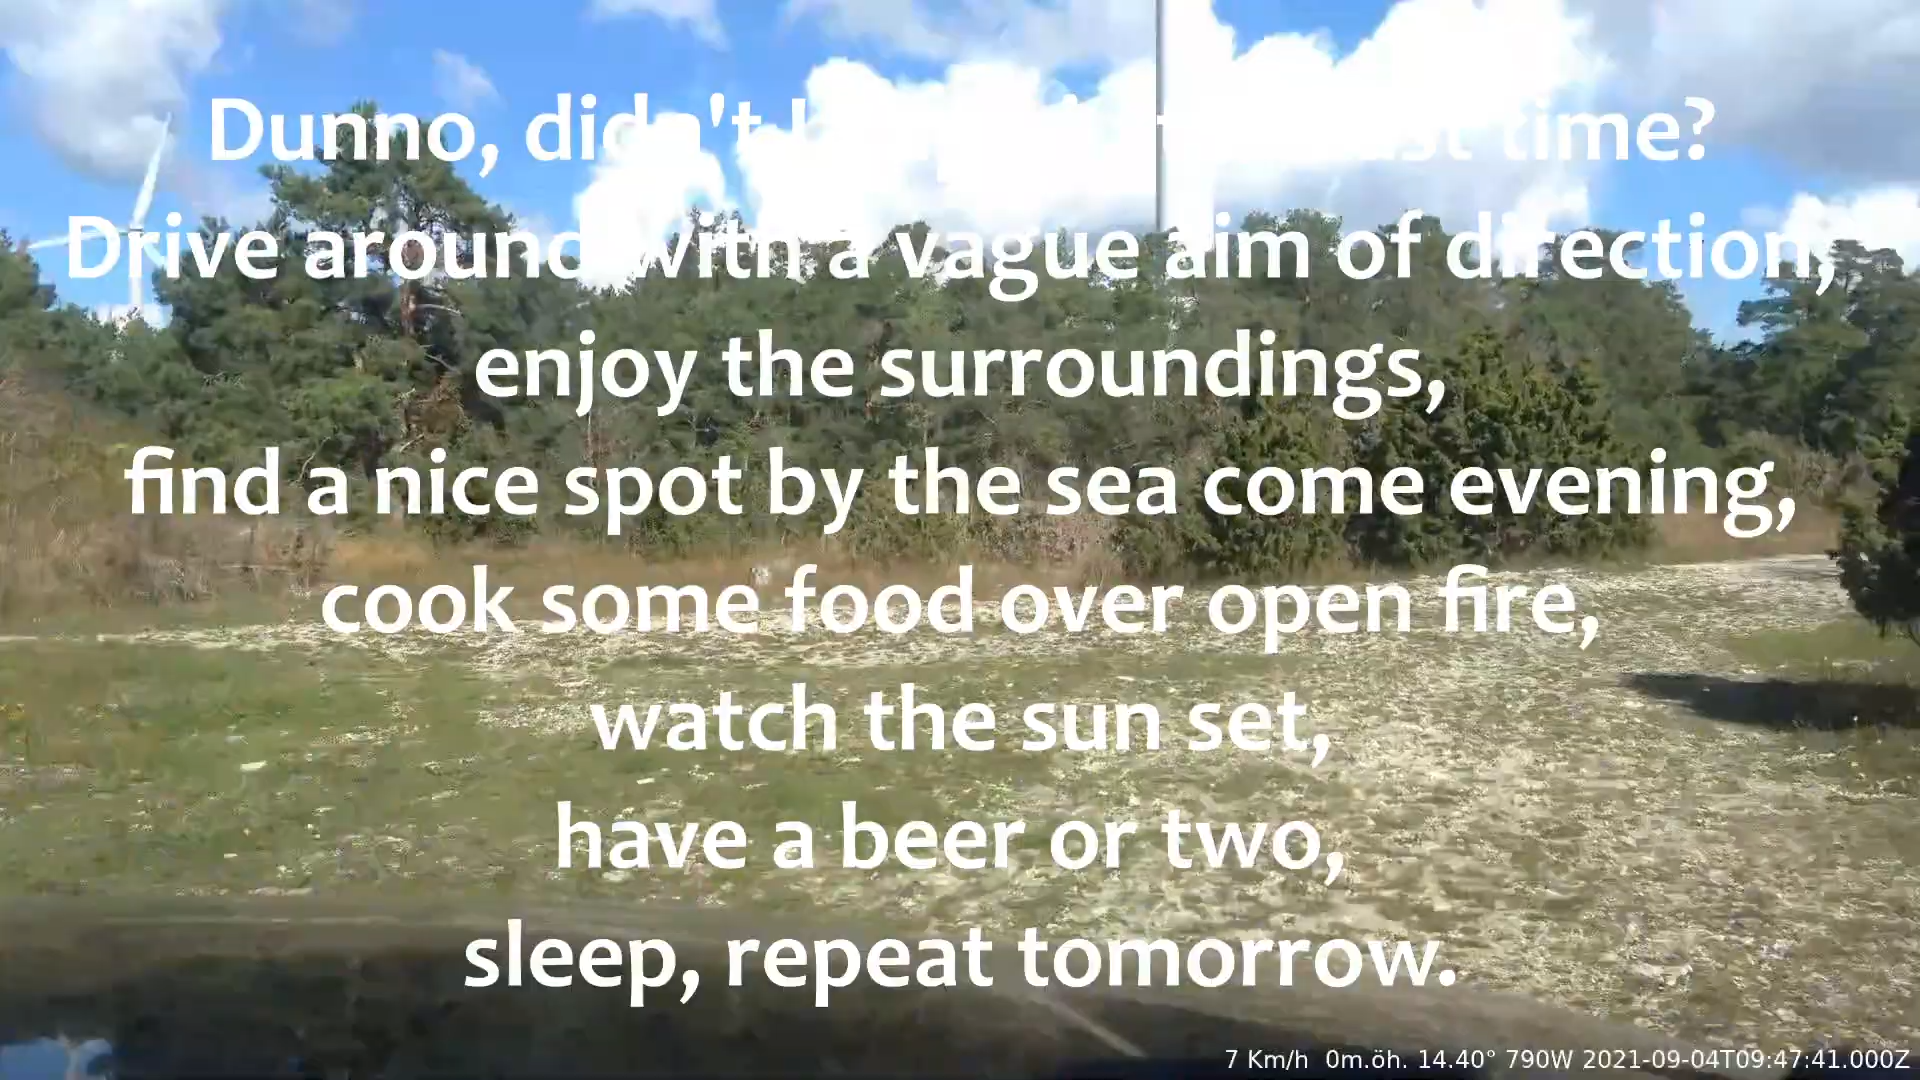 Dunno, didn't time?
Drive around with a vague aim of direction,
enjoy the surroundings,
find a nice spot by the sea come evening,
cook some food over open fire,
watch the sun set,
have a beer or two,
sleep, repeat tomorrow.
7 Km/h 0m.öh. 14.40° 790W 2021-09-04T09:47:41.000Z